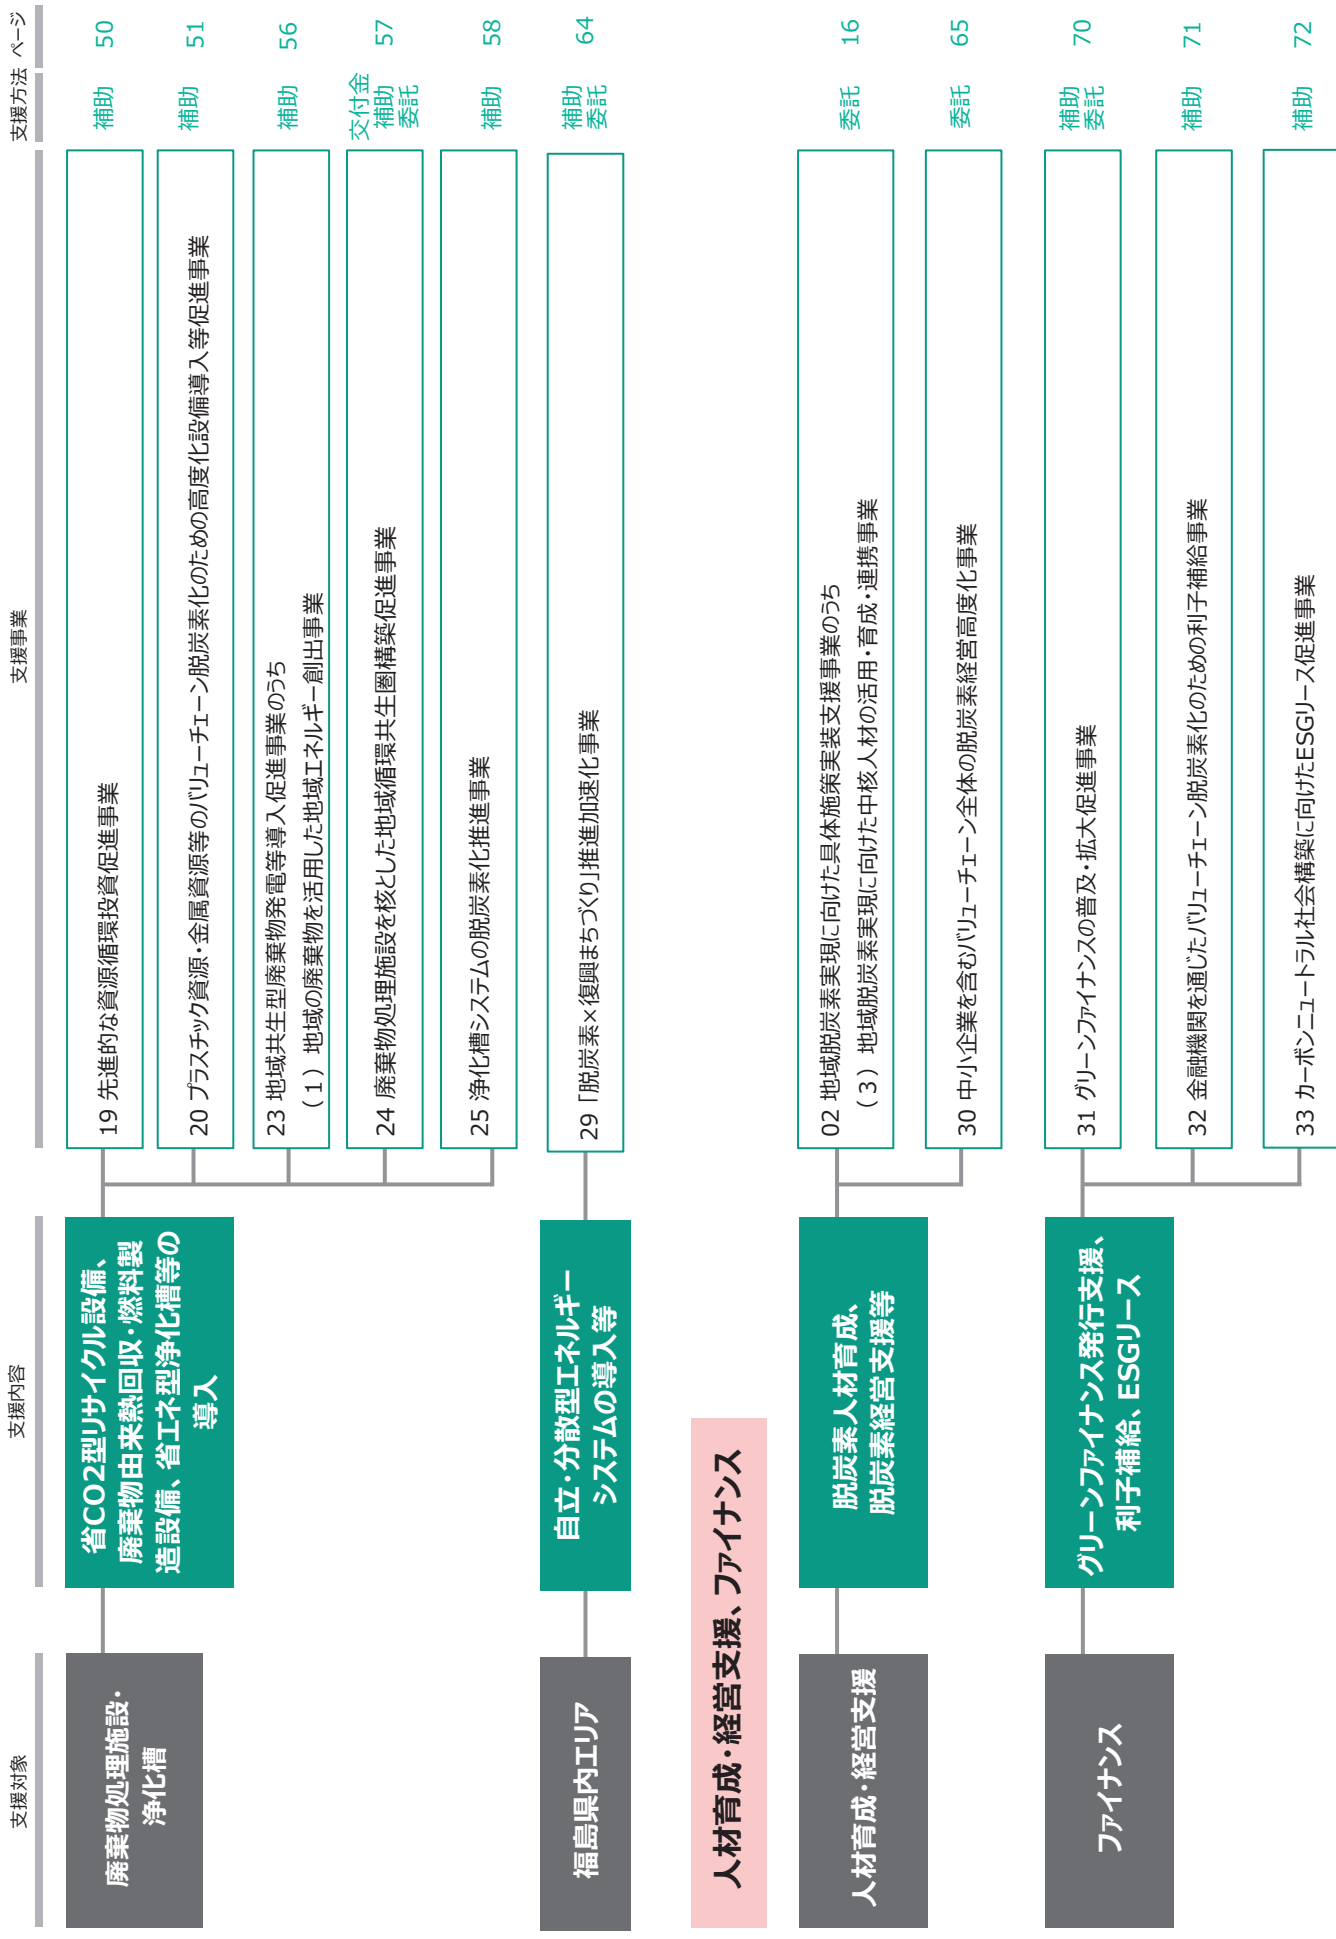 支援対象
支援内容
支援事業
支援方法
ページ
廃棄物処理施設・
浄化槽
省CO2型リサイクル設備、
廃棄物由来熱回収・燃料製
造設備、省エネ型浄化槽等の
導入
19 先進的な資源循環投資促進事業
補助
50
20 プラスチック資源・金属資源等のバリューチェーン脱炭素化のための高度化設備導入等促進事業
補助
51
23 地域共生型廃棄物発電等導入促進事業のうち
（1）地域の廃棄物を活用した地域エネルギー創出事業
補助
56
24 廃棄物処理施設を核とした地域循環共生圏構築促進事業
交付金
補助
委託
57
25 浄化槽システムの脱炭素化推進事業
補助
58
福島県内エリア
自立・分散型エネルギー
システムの導入等
29 「脱炭素×復興まちづくり」推進加速化事業
補助
委託
64
人材育成・経営支援、ファイナンス
人材育成・経営支援
脱炭素人材育成、
脱炭素経営支援等
02 地域脱炭素実現に向けた具体施策実装支援事業のうち
（3）地域脱炭素実現に向けた中核人材の活用・育成・連携事業
委託
16
30 中小企業を含むバリューチェーン全体の脱炭素経営高度化事業
委託
65
ファイナンス
グリーンファイナンス発行支援、
利子補給、ESGリース
31 グリーンファイナンスの普及・拡大促進事業
補助
委託
70
32 金融機関を通じたバリューチェーン脱炭素化のための利子補給事業
補助
71
33 カーボンニュートラル社会構築に向けたESGリース促進事業
補助
72